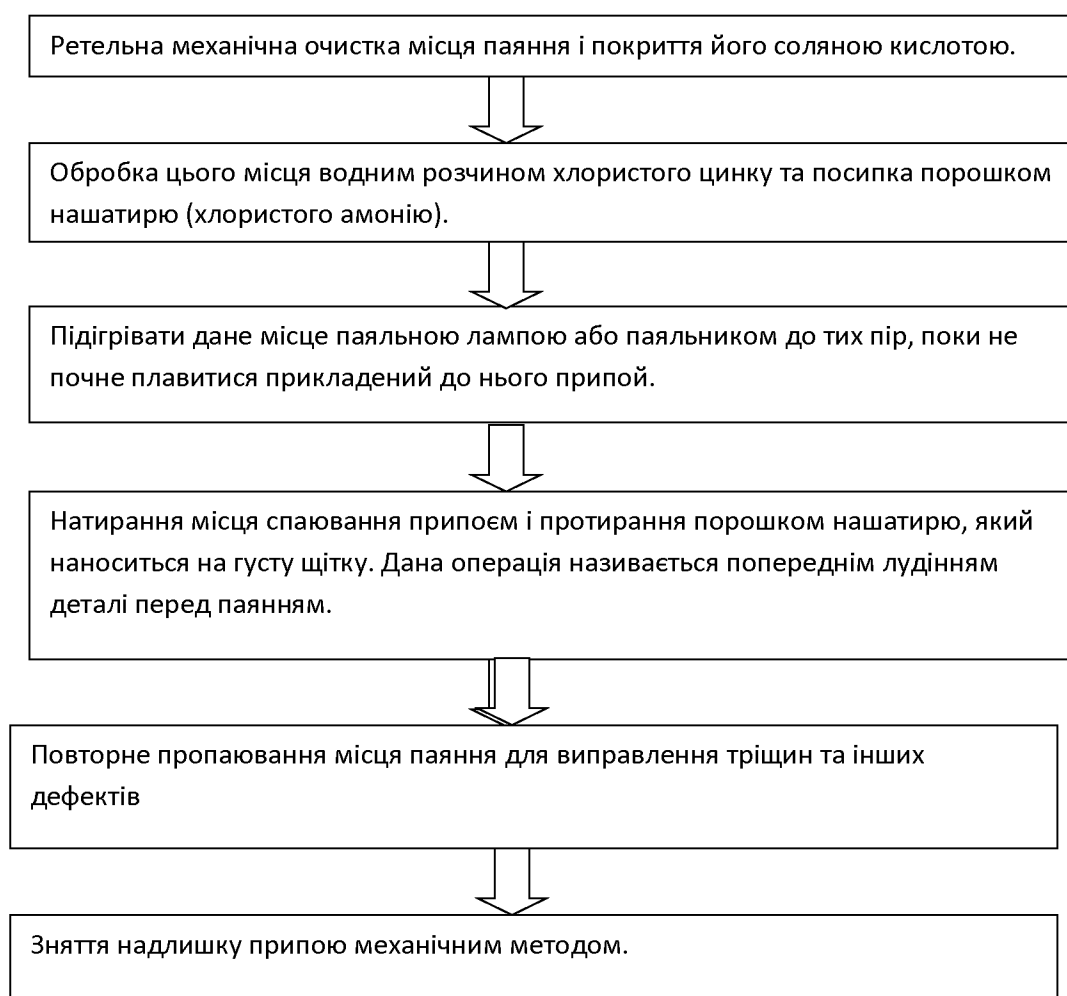 Ретельна механічна очистка місця паяння і покриття його соляною кислотою.
Обробка цього місця водним розчином хлористого цинку та посипка порошком
нашатирю (хлористого амонію).
Підігрівати дане місце паяльною лампою або паяльником до тих пір, поки не
почне плавитися прикладений до нього припой.
Натирання місця спаювання припоєм і протирання порошком нашатирю, який
наноситься на густу щітку. Дана операція називається попереднім лудінням
деталі перед паянням.
Повторне пропаювання місця паяння для виправлення тріщин та інших
дефектів
Зняття надлишку припою механічним методом.